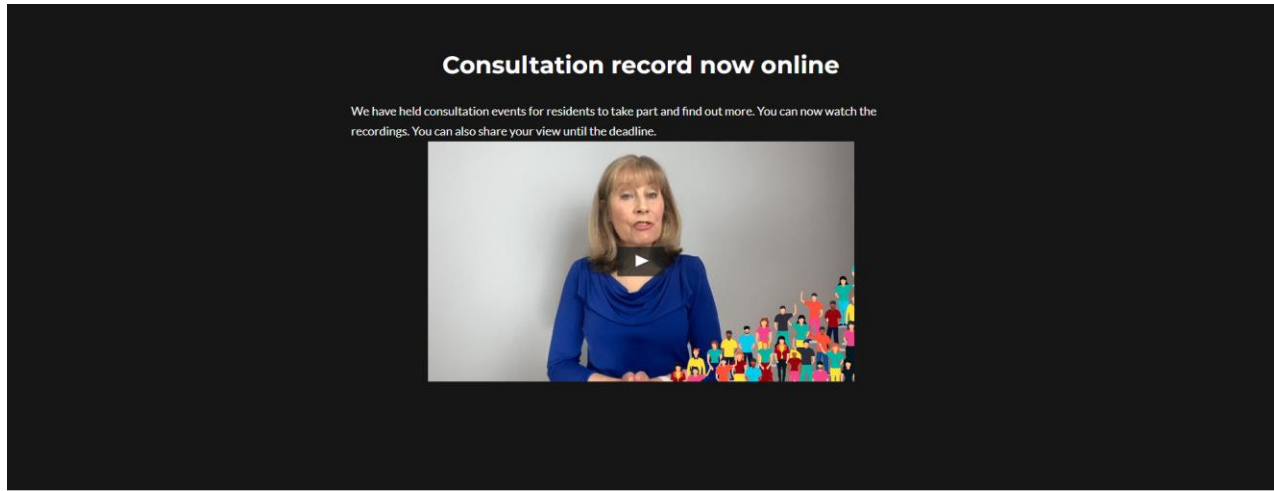 Consultation record now online
We have held consultation events for residents to take part and find out more. You can now watch the
recordings. You can also share your view until the deadline.